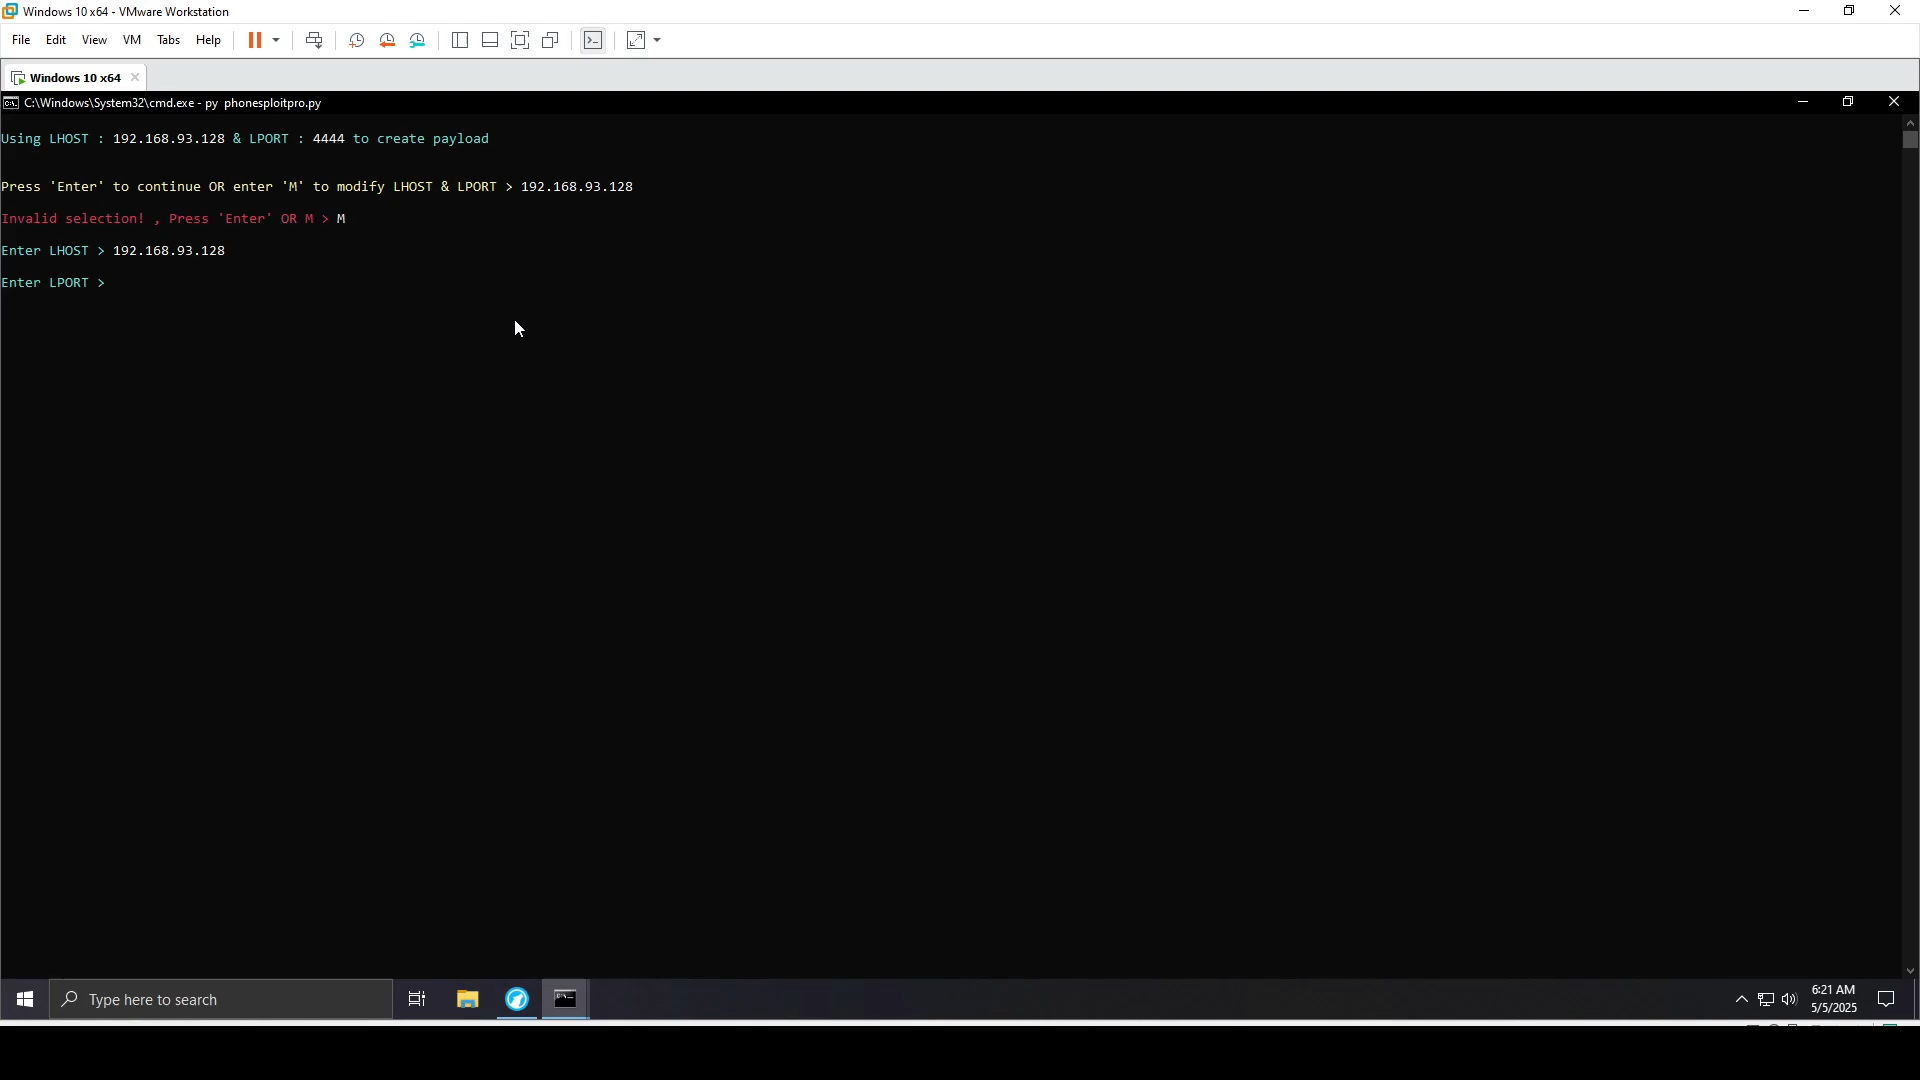 Windows 10 x64 - VMware Workstation
File Edit View VM Tabs Help
Windows 10 x64
C:\Windows\System32\cmd.exe - py phonesploitpro.py
Using LHOST : 192.168.93.128 & LPORT : 4444 to create payload
Press 'Enter' to continue OR enter 'M' to modify LHOST & LPORT > 192.168.93.128
Invalid selection! , Press 'Enter' OR M > M
Enter LHOST > 192.168.93.128
Enter LPORT >
Type here to search
6:21 AM
5/5/2025